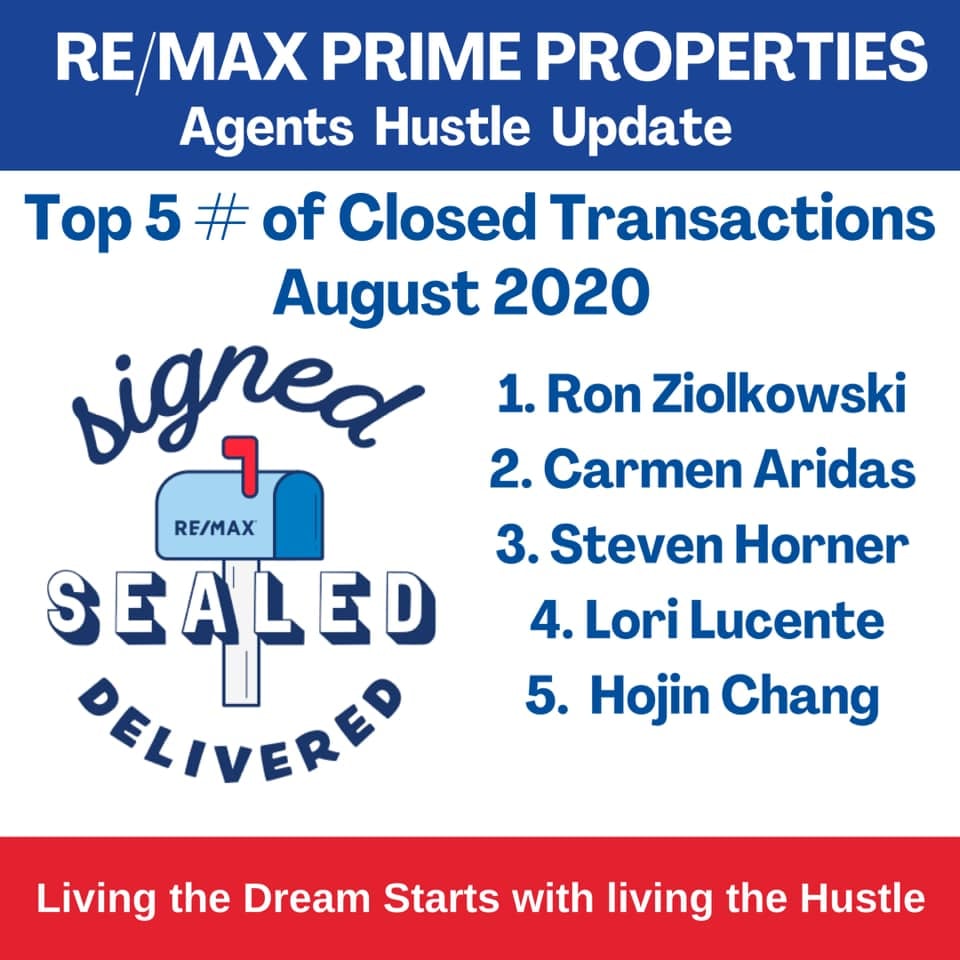 RE/MAX PRIME PROPERTIES
Agents Hustle Update
Top 5 # of Closed Transactions
August 2020
signed
RE/MAX
SEALED
DELIVERED
1. Ron Ziolkowski
2. Carmen Aridas
3. Steven Horner
4. Lori Lucente
5. Hojin Chang
Living the Dream Starts with living the Hustle